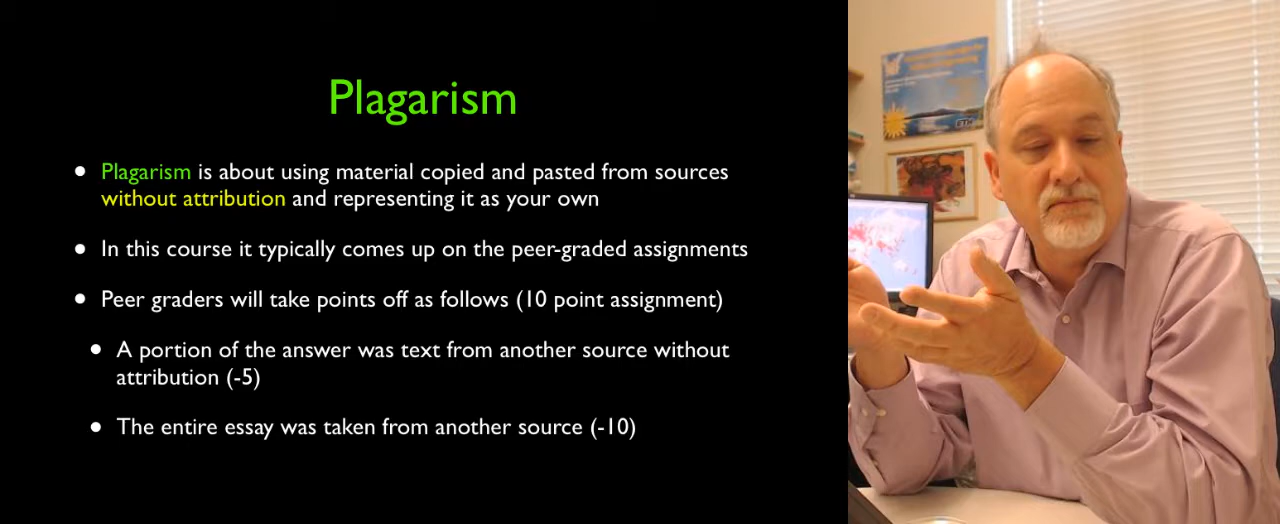 Plagarism
• Plagarism is about using material copied and pasted from sources
without attribution and representing it as your own
• In this course it typically comes up on the peer-graded assignments
• Peer graders will take points off as follows (10 point assignment)
• A portion of the answer was text from another source without
attribution (-5)
• The entire essay was taken from another source (-10)